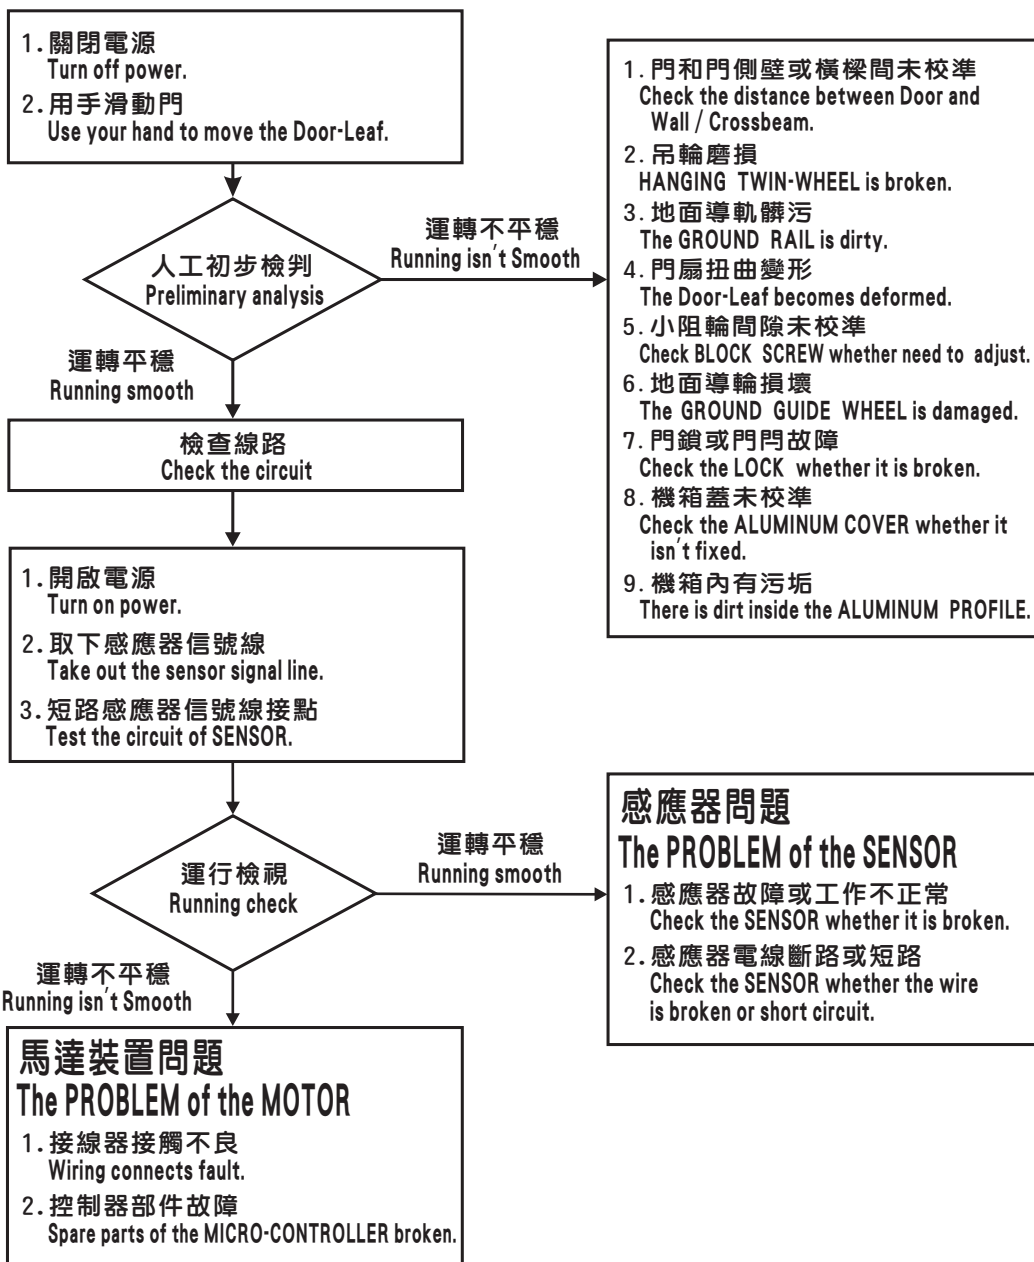 1.關閉電源
Turn off power.
2.用手滑動門
Use your hand to move the Door-Leaf.
人工初步檢判
Preliminary analysis
運轉不平穩
Running isn't Smooth
1.門和門側壁或橫樑間未校準
Check the distance between Door and
Wall / Crossbeam.
2.吊輪磨損
HANGING TWIN-WHEEL is broken.
3.地面導軌髒污
The GROUND RAIL is dirty.
4.門扇扭曲變形
The Door-Leaf becomes deformed.
5.小阻輪間隙未校準
Check BLOCK SCREW whether need to adjust.
6.地面導輪損壞
The GROUND GUIDE WHEEL is damaged.
7.門鎖或門閂故障
Check the LOCK whether it is broken.
8.機箱蓋未校準
Check the ALUMINUM COVER whether it
isn't fixed.
9.機箱內有污垢
There is dirt inside the ALUMINUM PROFILE.
運轉平穩
Running smooth
檢查線路
Check the circuit
1.開啟電源
Turn on power.
2.取下感應器信號線
Take out the sensor signal line.
3.短路感應器信號線接點
Test the circuit of SENSOR.
運行檢視
Running check
運轉平穩
Running smooth
感應器問題
The PROBLEM of the SENSOR
1.感應器故障或工作不正常
Check the SENSOR whether it is broken.
2.感應器電線斷路或短路
Check the SENSOR whether the wire
is broken or short circuit.
運轉不平穩
Running isn't Smooth
馬達裝置問題
The PROBLEM of the MOTOR
1.接線器接觸不良
Wiring connects fault.
2.控制器部件故障
Spare parts of the MICRO-CONTROLLER broken.